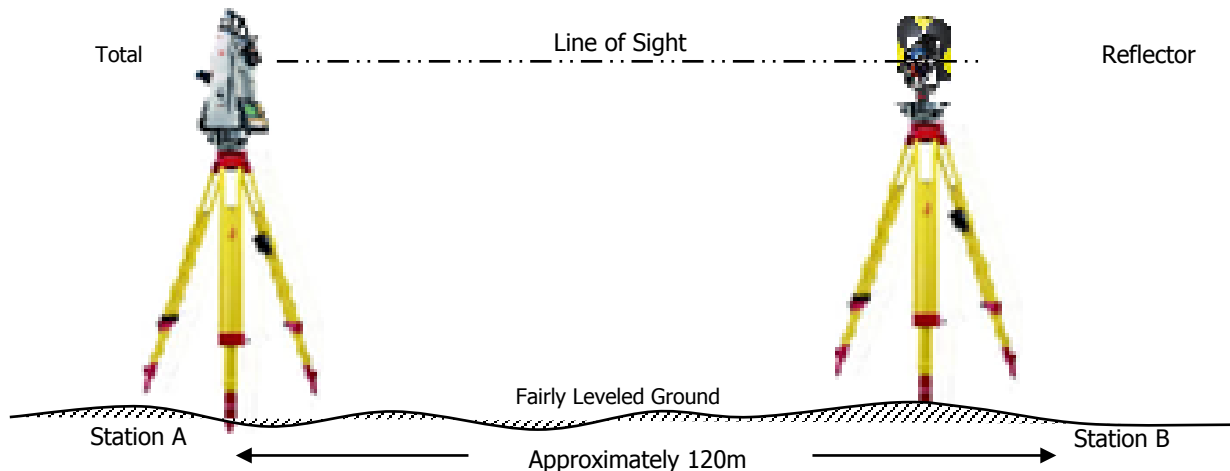 Total
Line of Sight
Reflector
Fairly Leveled Ground
Station A
Station B
Approximately 120m